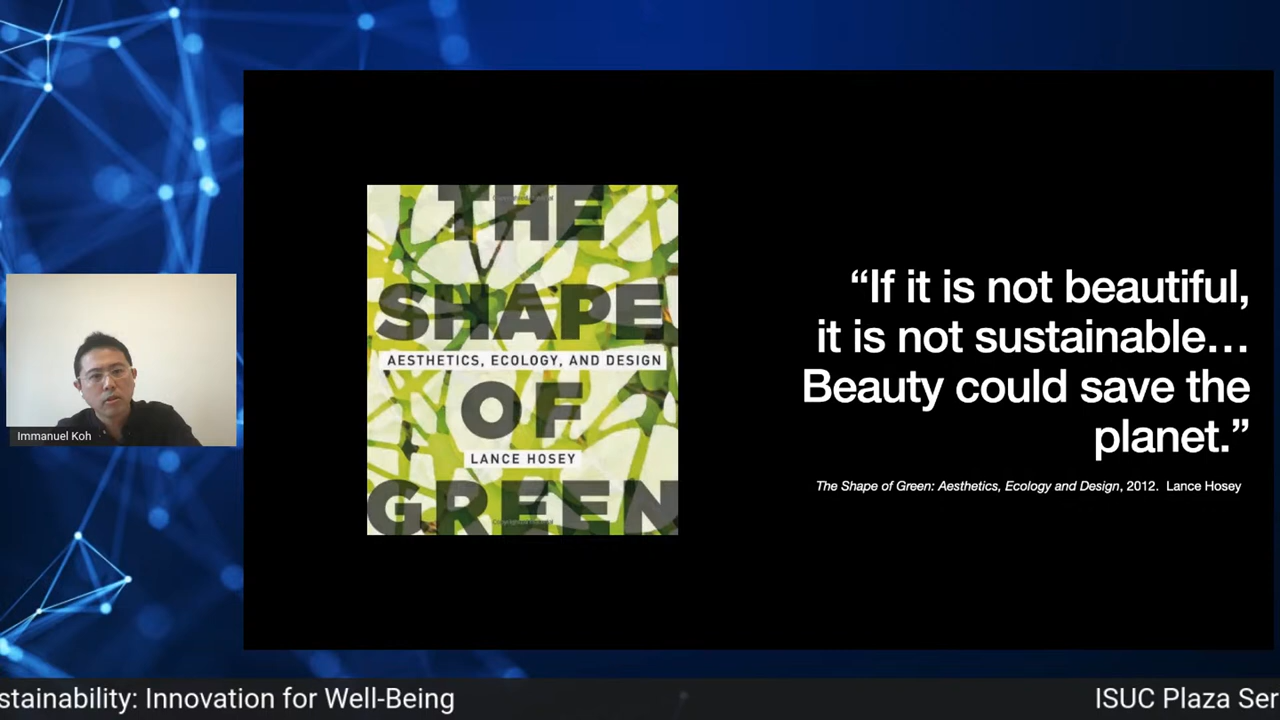 THE
SHAPE
AESTHETICS, ECOLOGY, AND DESIGN
OF
LANCE HOSEY
GREEN
“If it is not beautiful,
it is not sustainable…
Beauty could save the
planet.”
The Shape of Green: Aesthetics, Ecology and Design, 2012. Lance Hosey
Immanuel Koh
stainability: Innovation for Well-Being
ISUC Plaza Ser